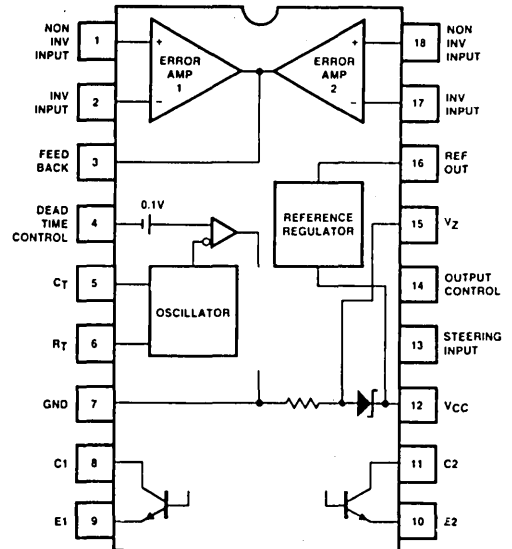 NON
INV
INPUT
1
+
ERROR
AMP
1
ERROR
AMP
2
+
18
NON
INV
INPUT
INV
INPUT
2
−
−
17
INV
INPUT
FEED
BACK
3
16
REF
OUT
DEAD
TIME
CONTROL
4
0.1V
REFERENCE
REGULATOR
15
VZ
CT
5
OSCILLATOR
14
OUTPUT
CONTROL
RT
6
13
STEERING
INPUT
GND
7
12
VCC
C1
8
11
C2
E1
9
10
E2